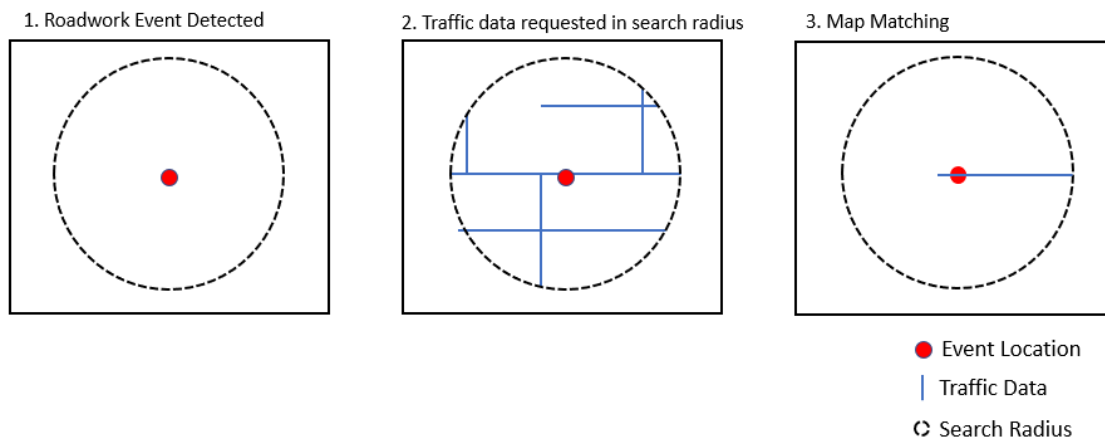 1. Roadwork Event Detected
2. Traffic data requested in search radius
3. Map Matching
Event Location
Traffic Data
Search Radius